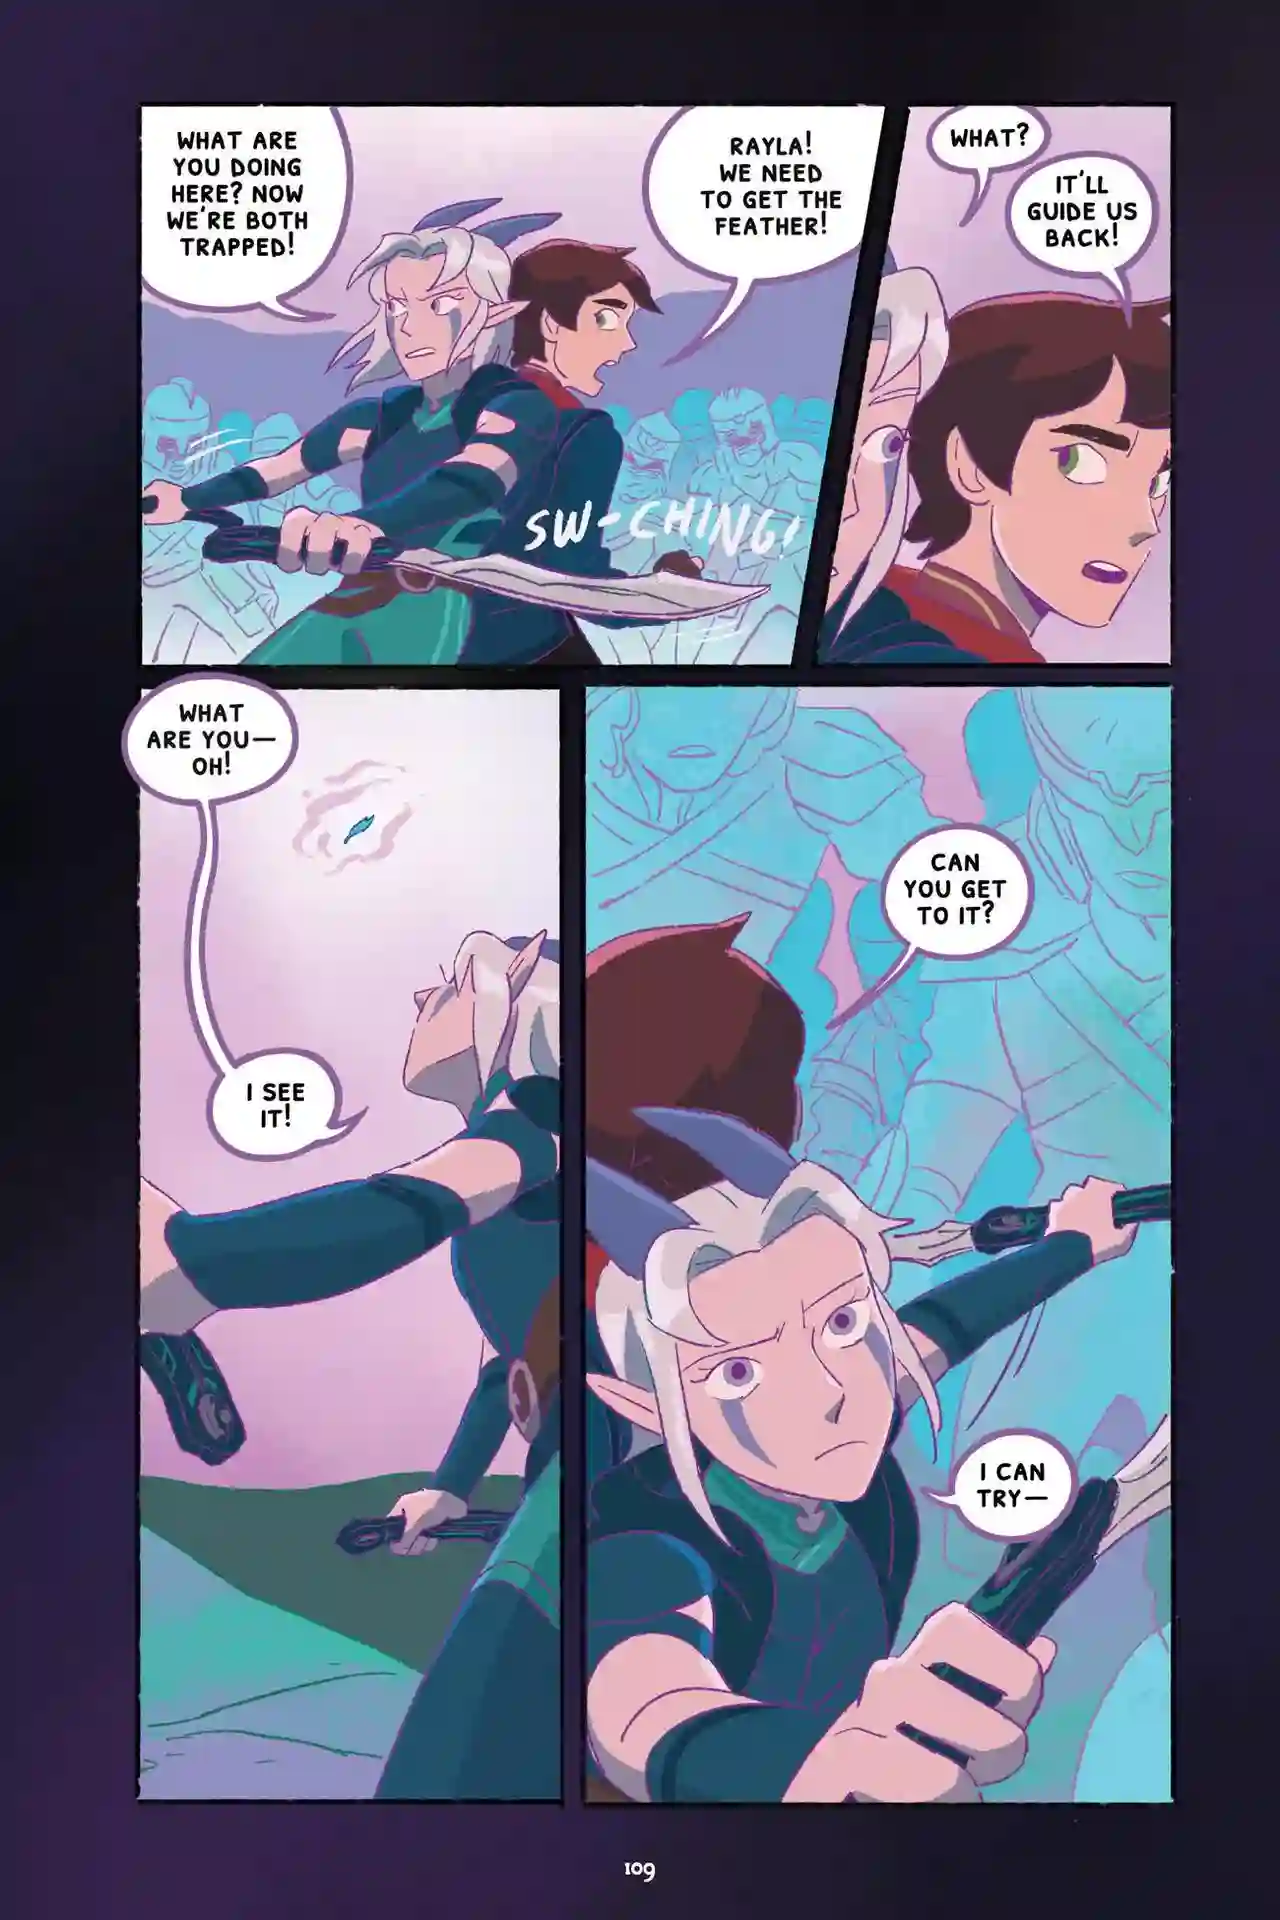 WHAT ARE
YOU DOING
HERE? NOW
WE'RE BOTH
TRAPPED!
RAYLA!
WE NEED
TO GET THE
FEATHER!
SW-CHING!
WHAT?
IT'LL
GUIDE US
BACK!
WHAT
ARE YOU—
OH!
I SEE
IT!
CAN
YOU GET
TO IT?
I CAN
TRY—
109